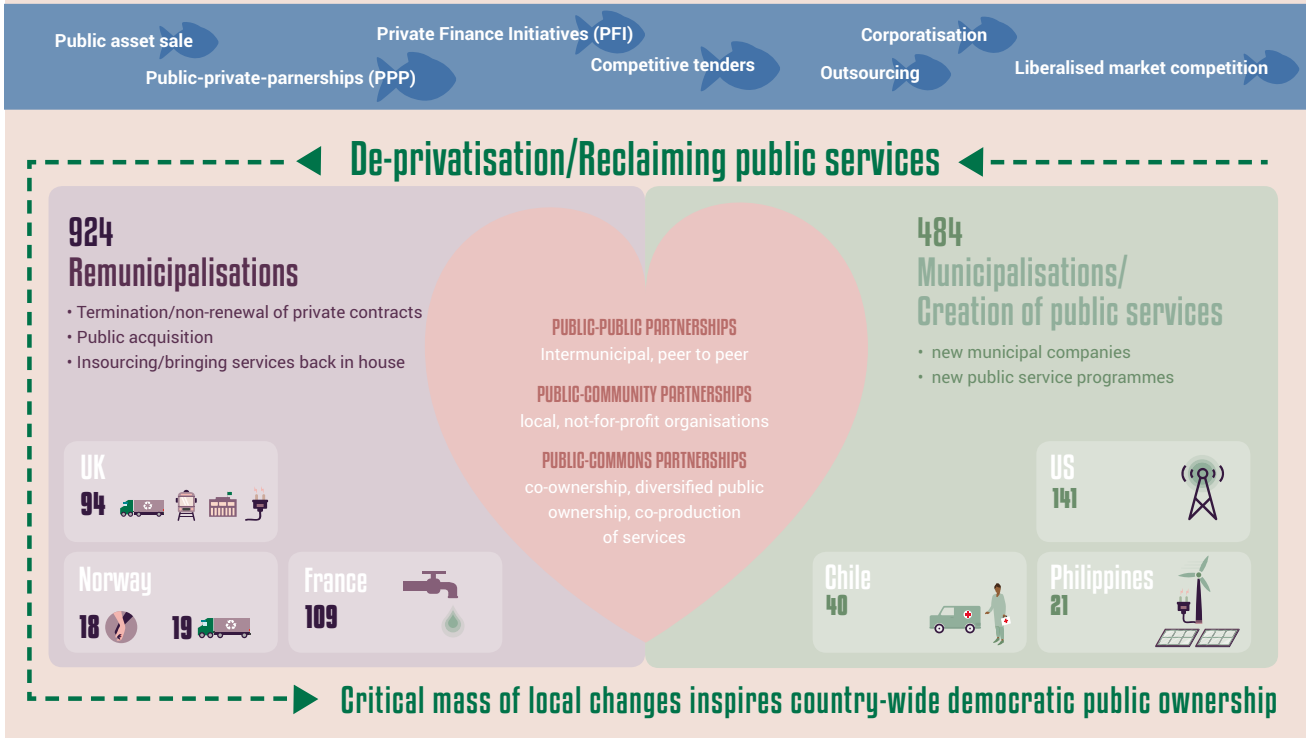 Public asset sale
Private Finance Initiatives (PFI)
Corporatisation
Public-private-parnerships (PPP)
Competitive tenders
Outsourcing
Liberalised market competition
De-privatisation/Reclaiming public services
924
Remunicipalisations
• Termination/non-renewal of private contracts
• Public acquisition
• Insourcing/bringing services back in house
UK
94
Norway
18
19
France
109
PUBLIC-PUBLIC PARTNERSHIPS
Intermunicipal, peer to peer
PUBLIC-COMMUNITY PARTNERSHIPS
local, not-for-profit organisations
PUBLIC-COMMONS PARTNERSHIPS
co-ownership, diversified public
ownership, co-production
of services
484
Municipalisations/
Creation of public services
• new municipal companies
• new public service programmes
US
141
Chile
40
Philippines
21
Critical mass of local changes inspires country-wide democratic public ownership